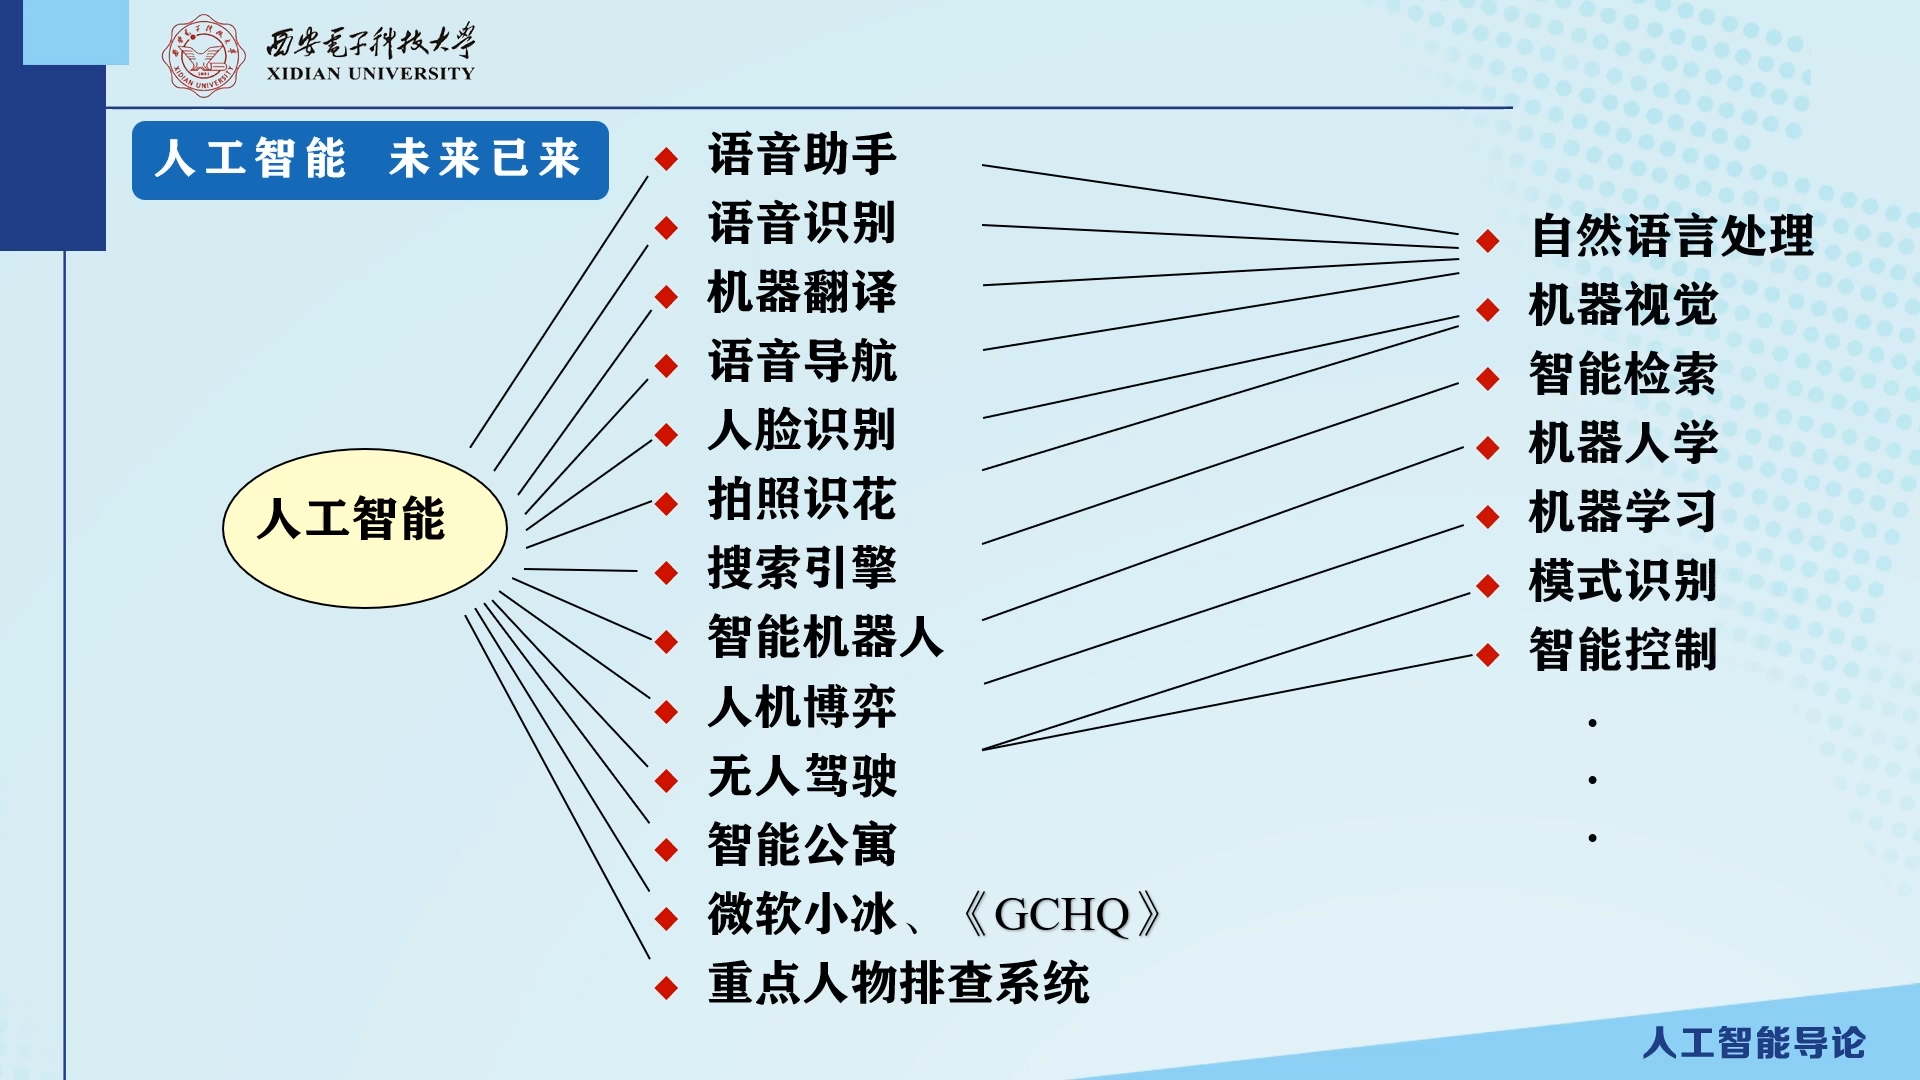 西安电子科技大学
XIDIAN UNIVERSITY
人工智能 未来已来
人工智能
语音助手
语音识别
机器翻译
语音导航
人脸识别
拍照识花
搜索引擎
智能机器人
人机博弈
无人驾驶
智能公寓
微软小冰、《GCHQ》
重点人物排查系统
自然语言处理
机器视觉
智能检索
机器人学
机器学习
模式识别
智能控制
.
.
.
人工智能导论